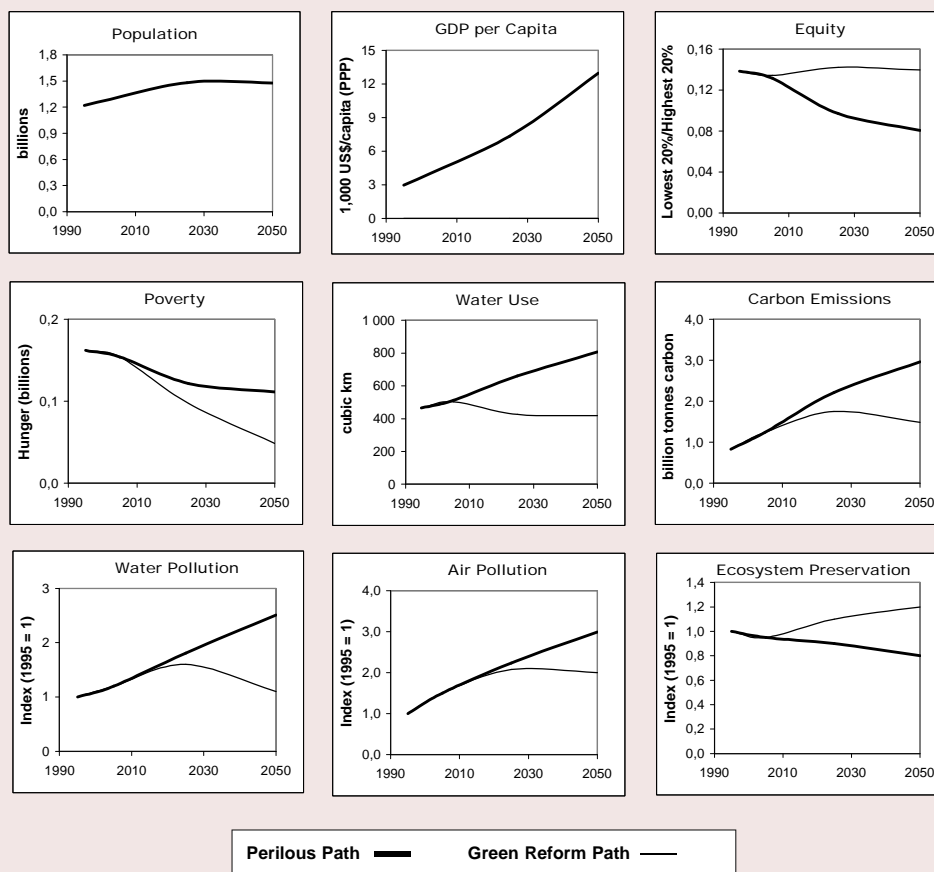 Population
billions
1,8
1,5
1,2
0,9
0,6
0,3
0,0
1990 2010 2030 2050
GDP per Capita
1,000 US$/capita (PPP)
15
12
9
6
3
0
1990 2010 2030 2050
Equity
Lowest 20%/Highest 20%
0,16
0,12
0,08
0,04
0,00
1990 2010 2030 2050
Poverty
Hunger (billions)
0,2
0,1
0,0
1990 2010 2030 2050
Water Use
cubic km
1 000
800
600
400
200
0
1990 2010 2030 2050
Carbon Emissions
billion tonnes carbon
4,0
3,0
2,0
1,0
0,0
1990 2010 2030 2050
Water Pollution
Index (1995 = 1)
3
2
1
0
1990 2010 2030 2050
Air Pollution
Index (1995 = 1)
4,0
3,0
2,0
1,0
0,0
1990 2010 2030 2050
Ecosystem Preservation
Index (1995 = 1)
1,4
1,2
1,0
0,8
0,6
0,4
0,2
0,0
1990 2010 2030 2050
Perilous Path Green Reform Path